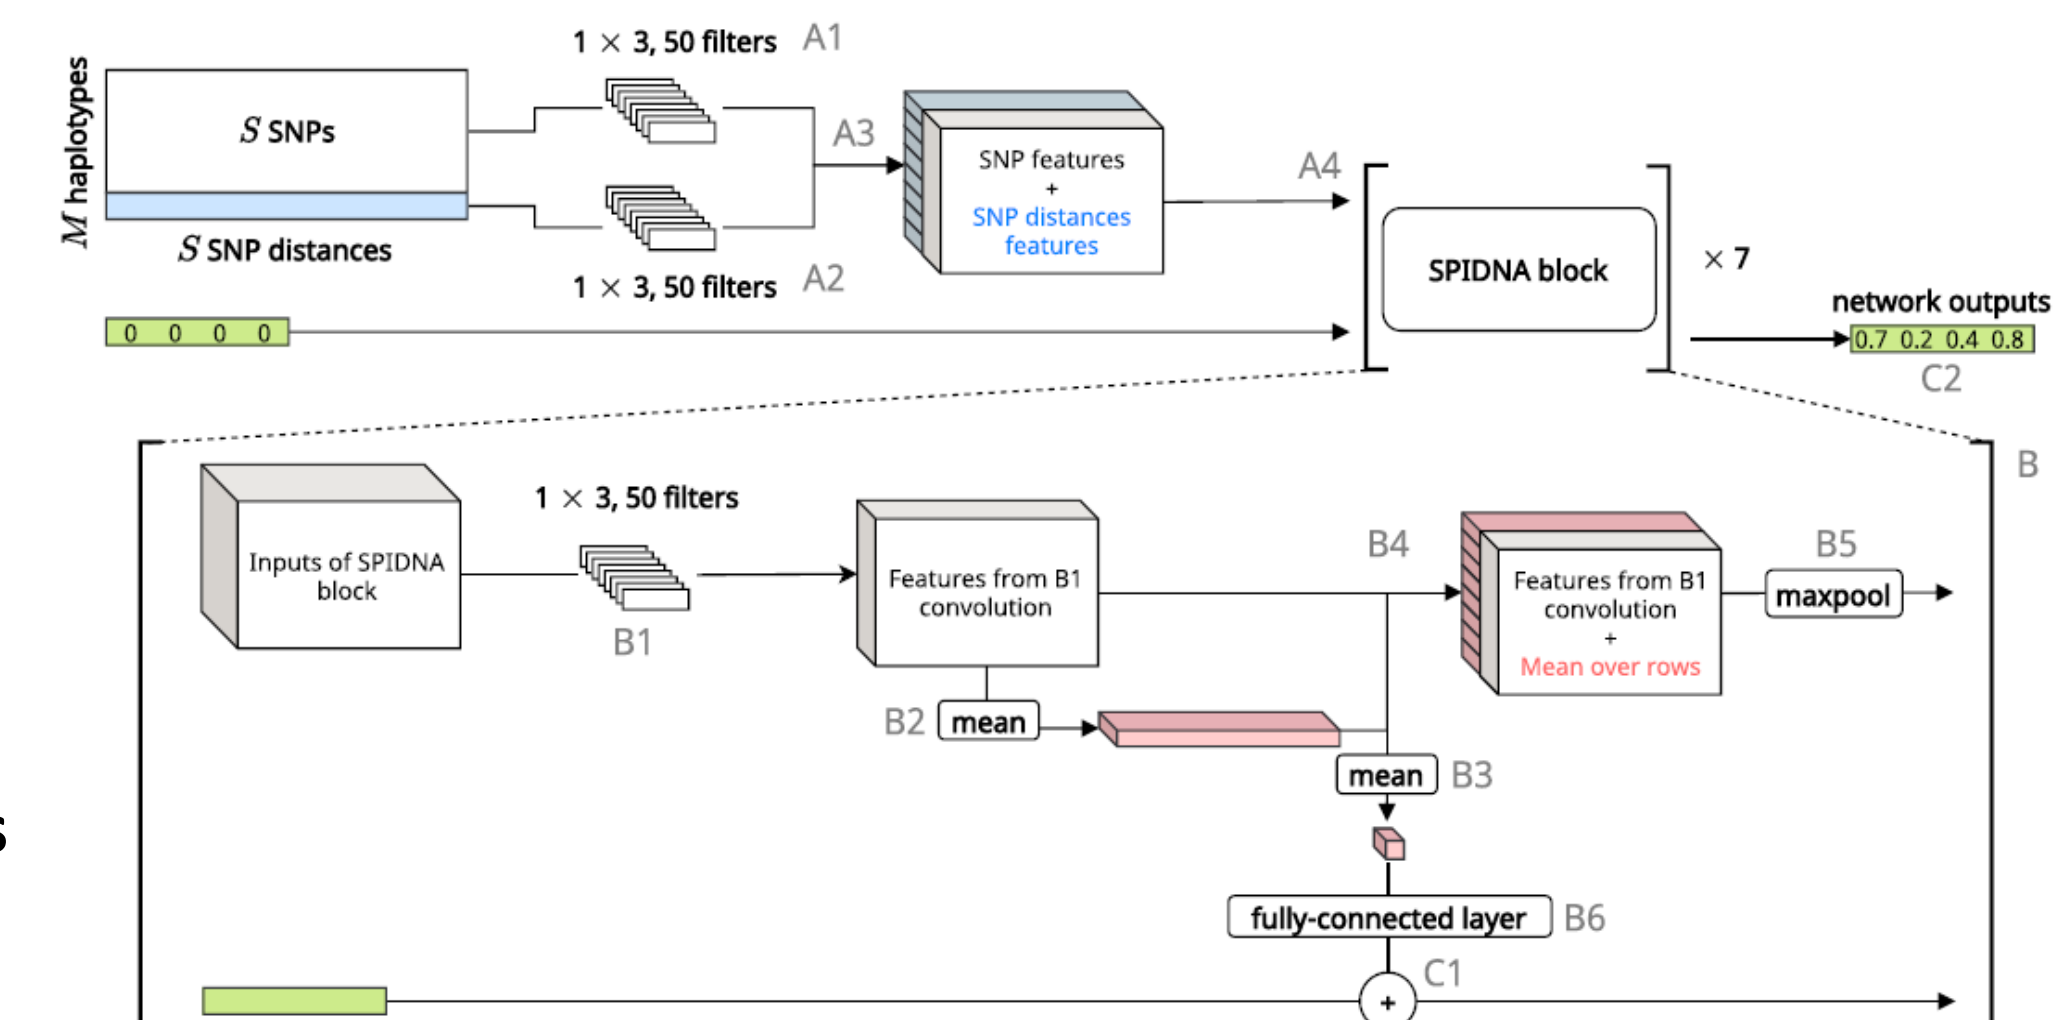 1 × 3, 50 filters A1
M haplotypes
S SNPs
S SNP distances
1 × 3, 50 filters A2
A3
SNP features
+
SNP distances
features
A4
SPIDNA block
× 7
0 0 0 0
network outputs
0.7 0.2 0.4 0.8
C2
B
Inputs of SPIDNA
block
1 × 3, 50 filters
B1
Features from B1
convolution
B2 mean
B4
Features from B1
convolution
+
Mean over rows
B5
maxpool
mean B3
fully-connected layer B6
C1
+
s